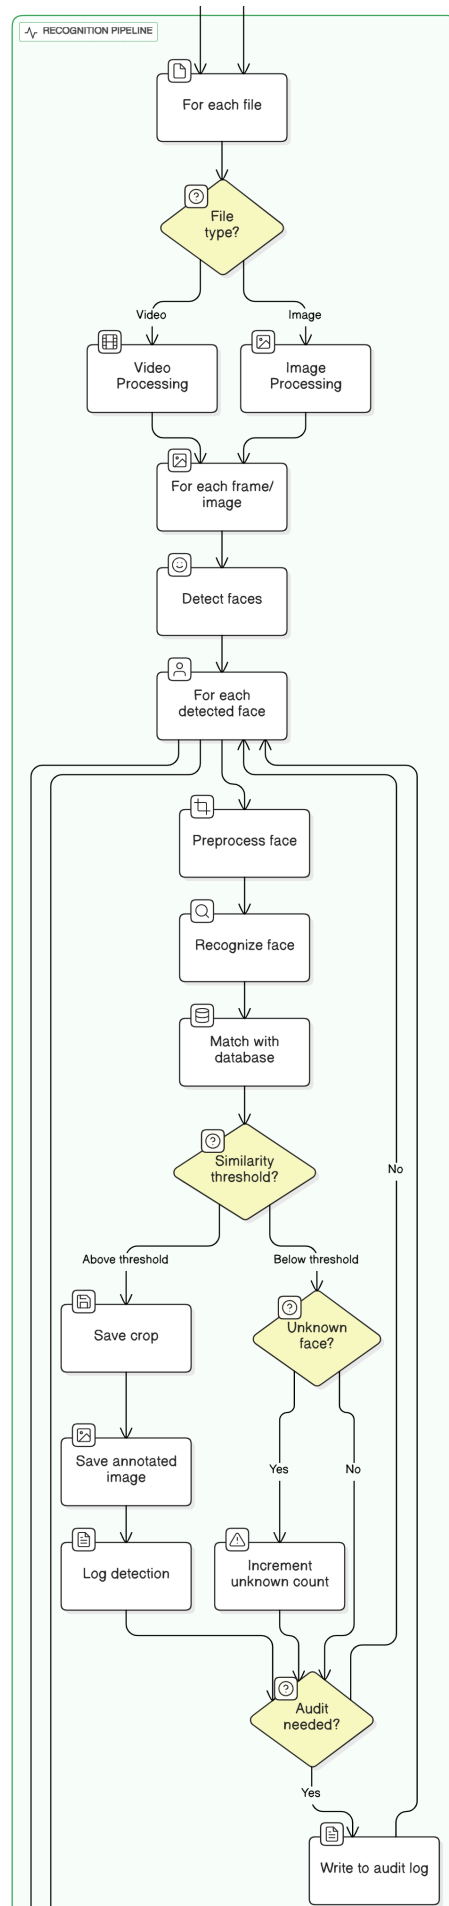 RECOGNITION PIPELINE
For each file
File
type?
Video
Image
Video
Processing
Image
Processing
For each frame/
image
Detect faces
For each
detected face
Preprocess face
Recognize face
Match with
database
Similarity
threshold?
No
Above threshold
Below threshold
Save crop
Unknown
face?
Save annotated
image
Yes
No
Log detection
Increment
unknown count
Audit
needed?
Yes
Write to audit log